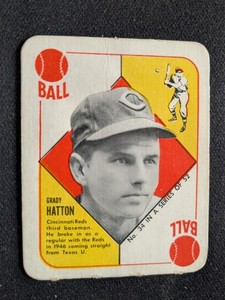 BALL
GRADY
HATTON
Cincinnati Reds
third baseman.
He broke in as a
regular with the Reds
in 1946 coming straight
from Texas U.
No. 34 IN A SERIES OF 52
BALL